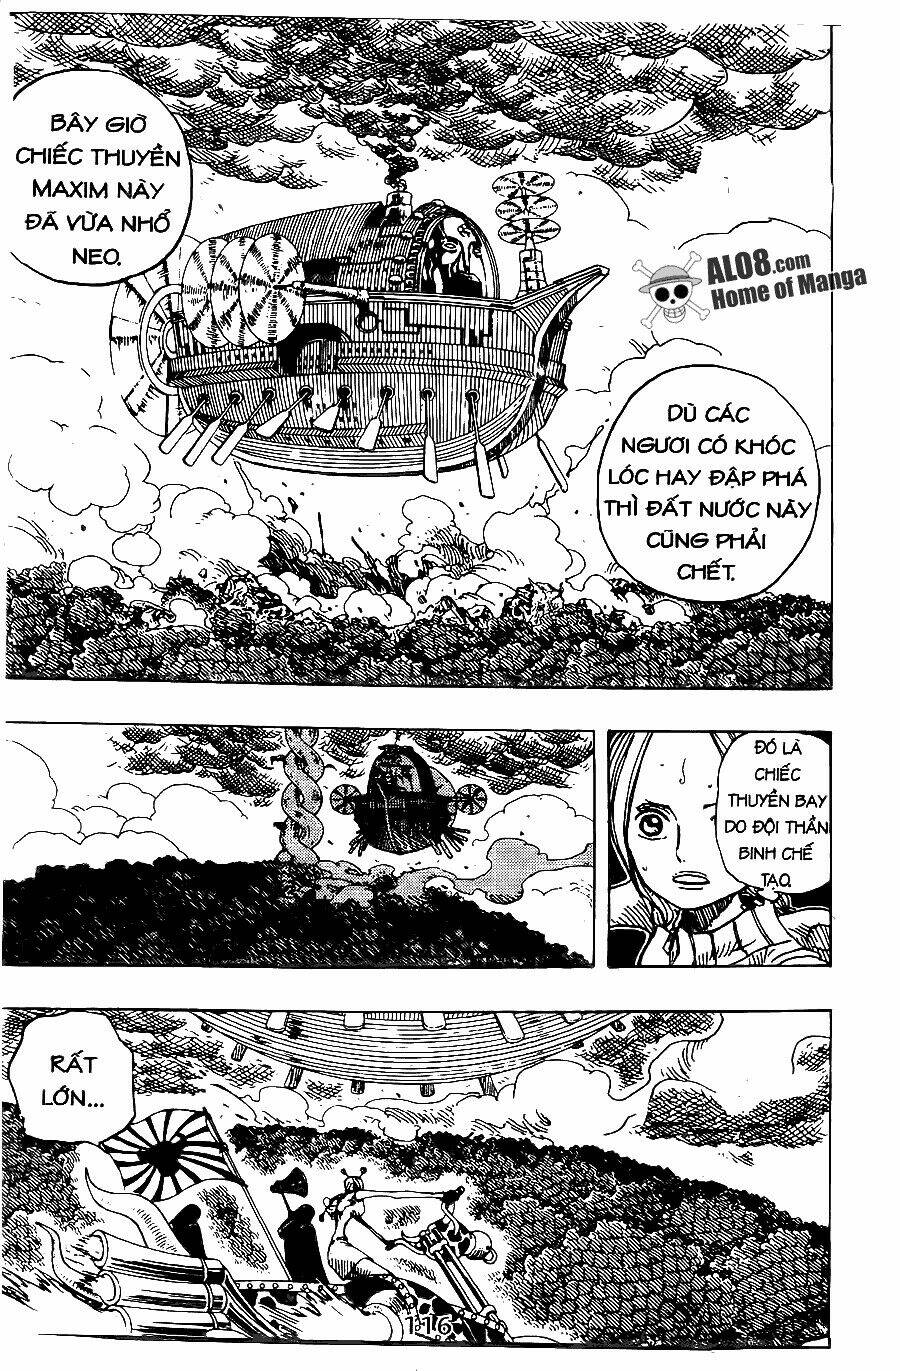 BÂY GIỜ
CHIẾC THUYỀN
MAXIM NÀY
ĐÃ VỪA NHỔ
NEO.
AL08.com
Home of Manga
DÙ CÁC
NGƯƠI CÓ KHÓC
LÓC HAY ĐẬP PHÁ
THÌ ĐẤT NƯỚC NÀY
CŨNG PHẢI
CHẾT.
ĐÓ LÀ
CHIẾC
THUYỀN BAY
DO ĐỘI THẦN
BINH CHẾ
TẠO.
RẤT
LỚN...
116